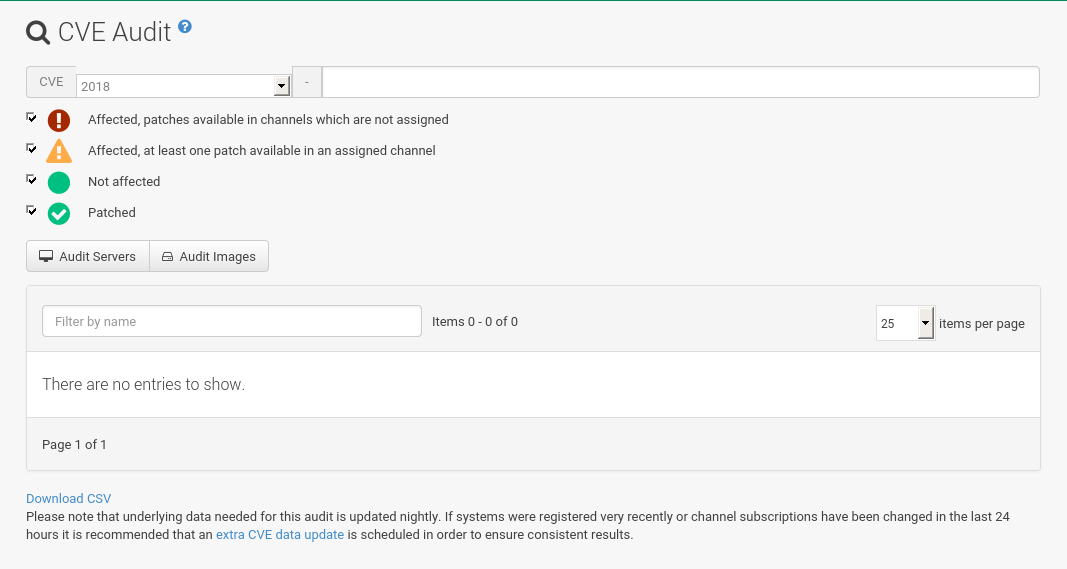 CVE Audit ?
CVE 2018 -
Affected, patches available in channels which are not assigned
Affected, at least one patch available in an assigned channel
Not affected
Patched
Audit Servers Audit Images
Filter by name Items 0 - 0 of 0 25 items per page
There are no entries to show.
Page 1 of 1
Download CSV
Please note that underlying data needed for this audit is updated nightly. If systems were registered very recently or channel subscriptions have been changed in the last 24
hours it is recommended that an extra CVE data update is scheduled in order to ensure consistent results.